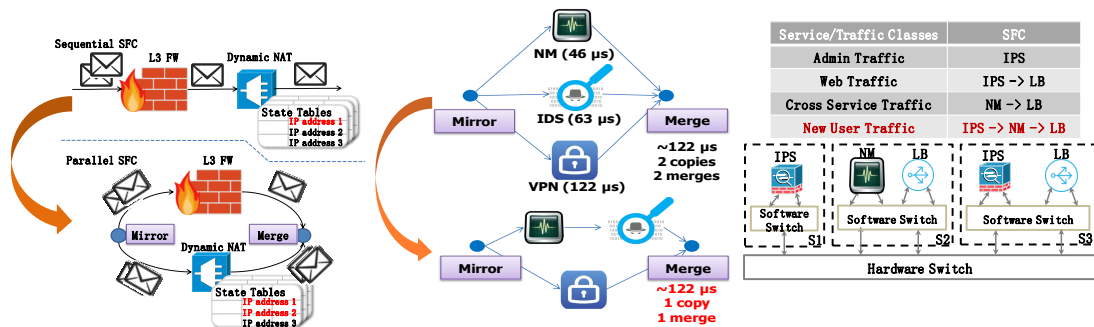 Sequential SFC
L3 FW
Dynamic NAT
State Tables
IP address 1
IP address 2
IP address 3
Parallel SFC
L3 FW
Mirror
Merge
Dynamic NAT
State Tables
IP address 1
IP address 2
IP address 3
NM (46 µs)
IDS (63 µs)
Mirror
Merge
VPN (122 µs)
~122 µs
2 copies
2 merges
Mirror
Merge
~122 µs
1 copy
1 merge
Service/Traffic Classes SFC
Admin Traffic IPS
Web Traffic IPS -> LB
Cross Service Traffic NM -> LB
New User Traffic IPS -> NM -> LB
IPS
Software
Switch
S1
NM LB
Software Switch
S2
IPS LB
Software Switch
S3
Hardware Switch